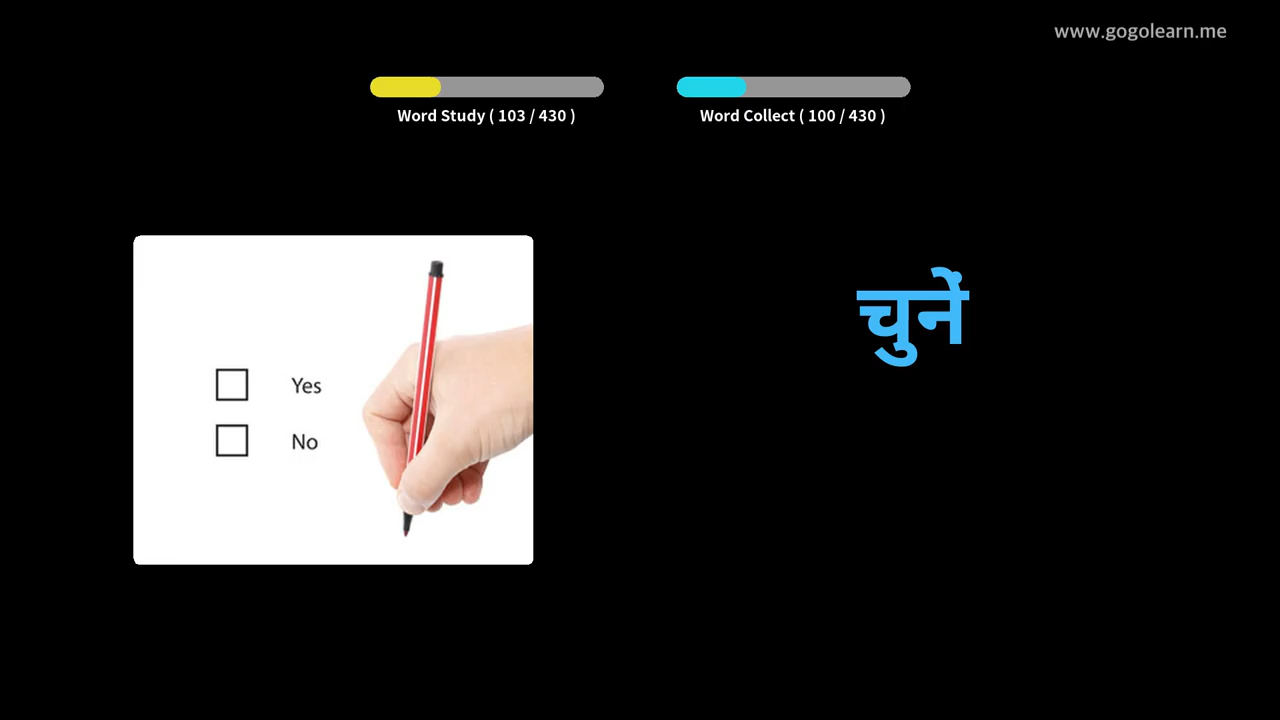 www.gogolearn.me
Word Study ( 103 / 430 )
Word Collect ( 100 / 430 )
चुनें
Yes
No